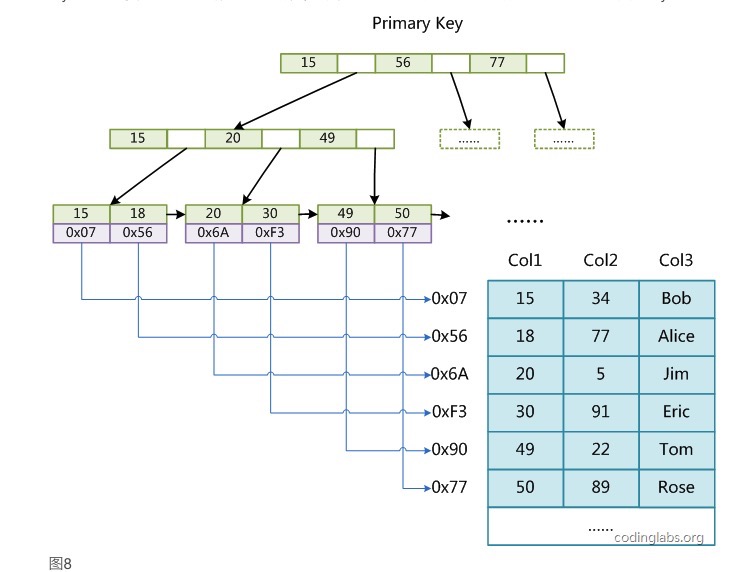 Primary Key
15 56 77
15 20 49 ...... ......
15 18 20 30 49 50
0x07 0x56 0x6A 0xF3 0x90 0x77
......
Col1 Col2 Col3
0x07 15 34 Bob
0x56 18 77 Alice
0x6A 20 5 Jim
0xF3 30 91 Eric
0x90 49 22 Tom
0x77 50 89 Rose
......
codinglabs.org
图8